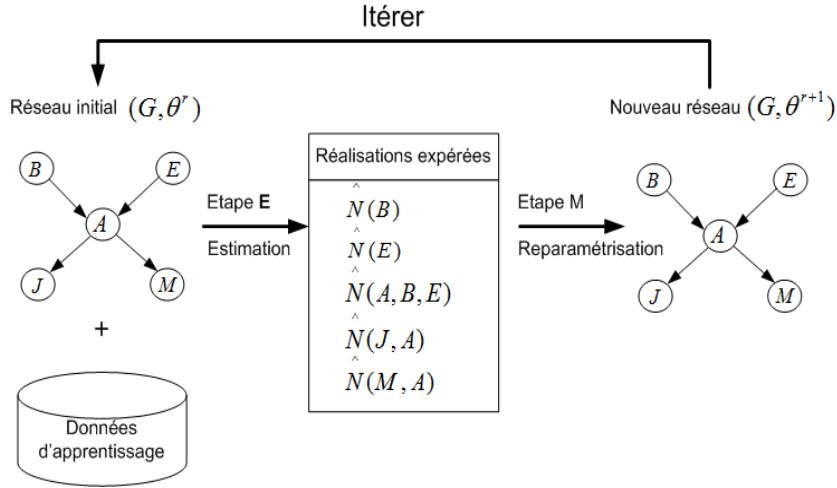 Itérer
Réseau initial (G,θ^r)
Nouveau réseau (G,θ^{r+1})
B
E
A
J
M
+
Données
d'apprentissage
Etape E
Estimation
Réalisations expérées
N̂(B)
N̂(E)
N̂(A,B,E)
N̂(J,A)
N̂(M,A)
Etape M
Reparamétrisation
B
E
A
J
M